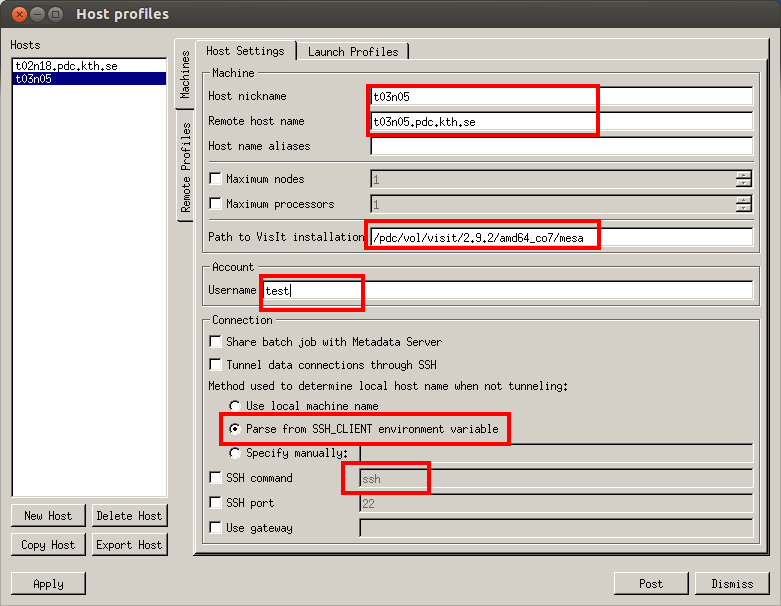 Host profiles
Hosts
t02n18.pdc.kth.se
t03n05
New Host
Delete Host
Copy Host
Export Host
Machines
Remote Profiles
Host Settings
Launch Profiles
Machine
Host nickname
t03n05
Remote host name
t03n05.pdc.kth.se
Host name aliases
Maximum nodes
1
Maximum processors
1
Path to VisIt installation
/pdc/vol/visit/2.9.2/amd64_co7/mesa
Account
Username
test
Connection
Share batch job with Metadata Server
Tunnel data connections through SSH
Method used to determine local host name when not tunneling:
Use local machine name
Parse from SSH_CLIENT environment variable
Specify manually:
SSH command
ssh
SSH port
22
Use gateway
Apply
Post
Dismiss